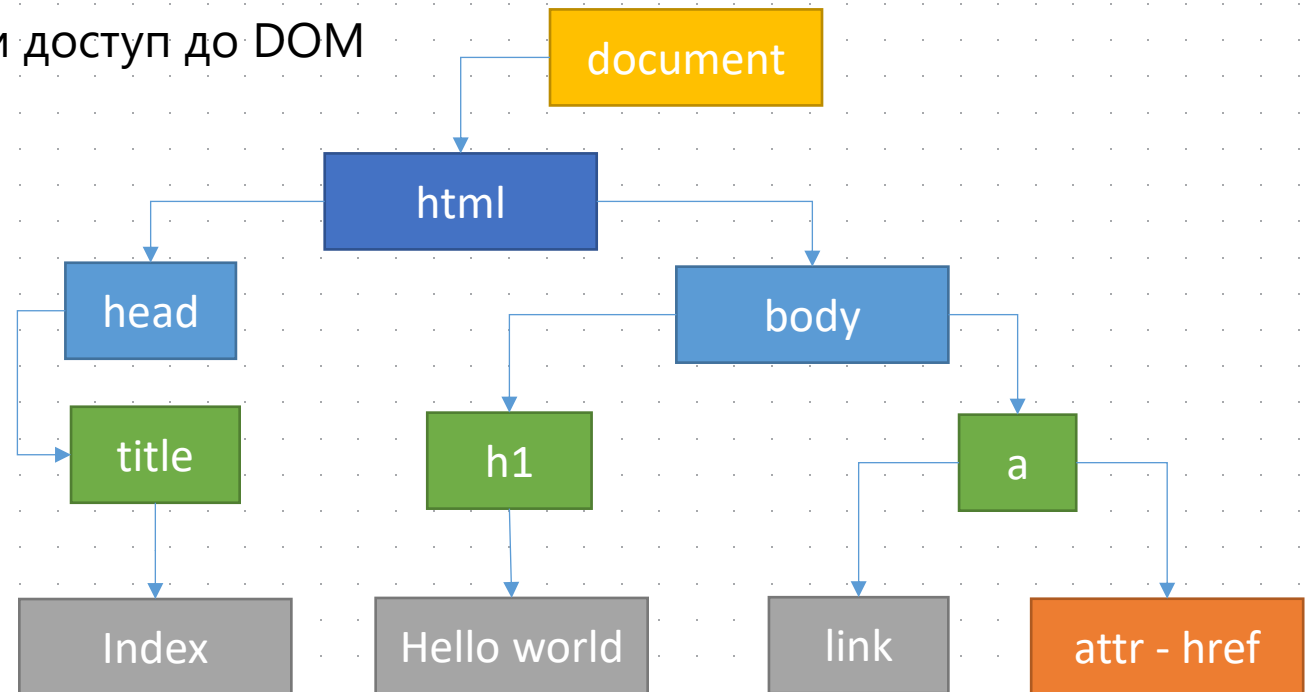 доступ до DOM
document
html
head
body
title
h1
a
Index
Hello world
link
attr - href